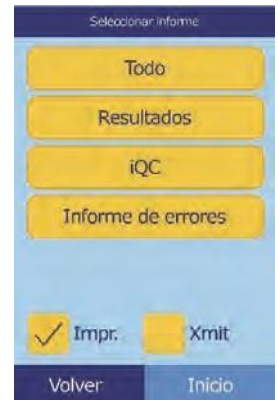 Seleccionar informe
Todo
Resultados
iQC
Informe de errores
Impr. Xmit
Volver Inicio